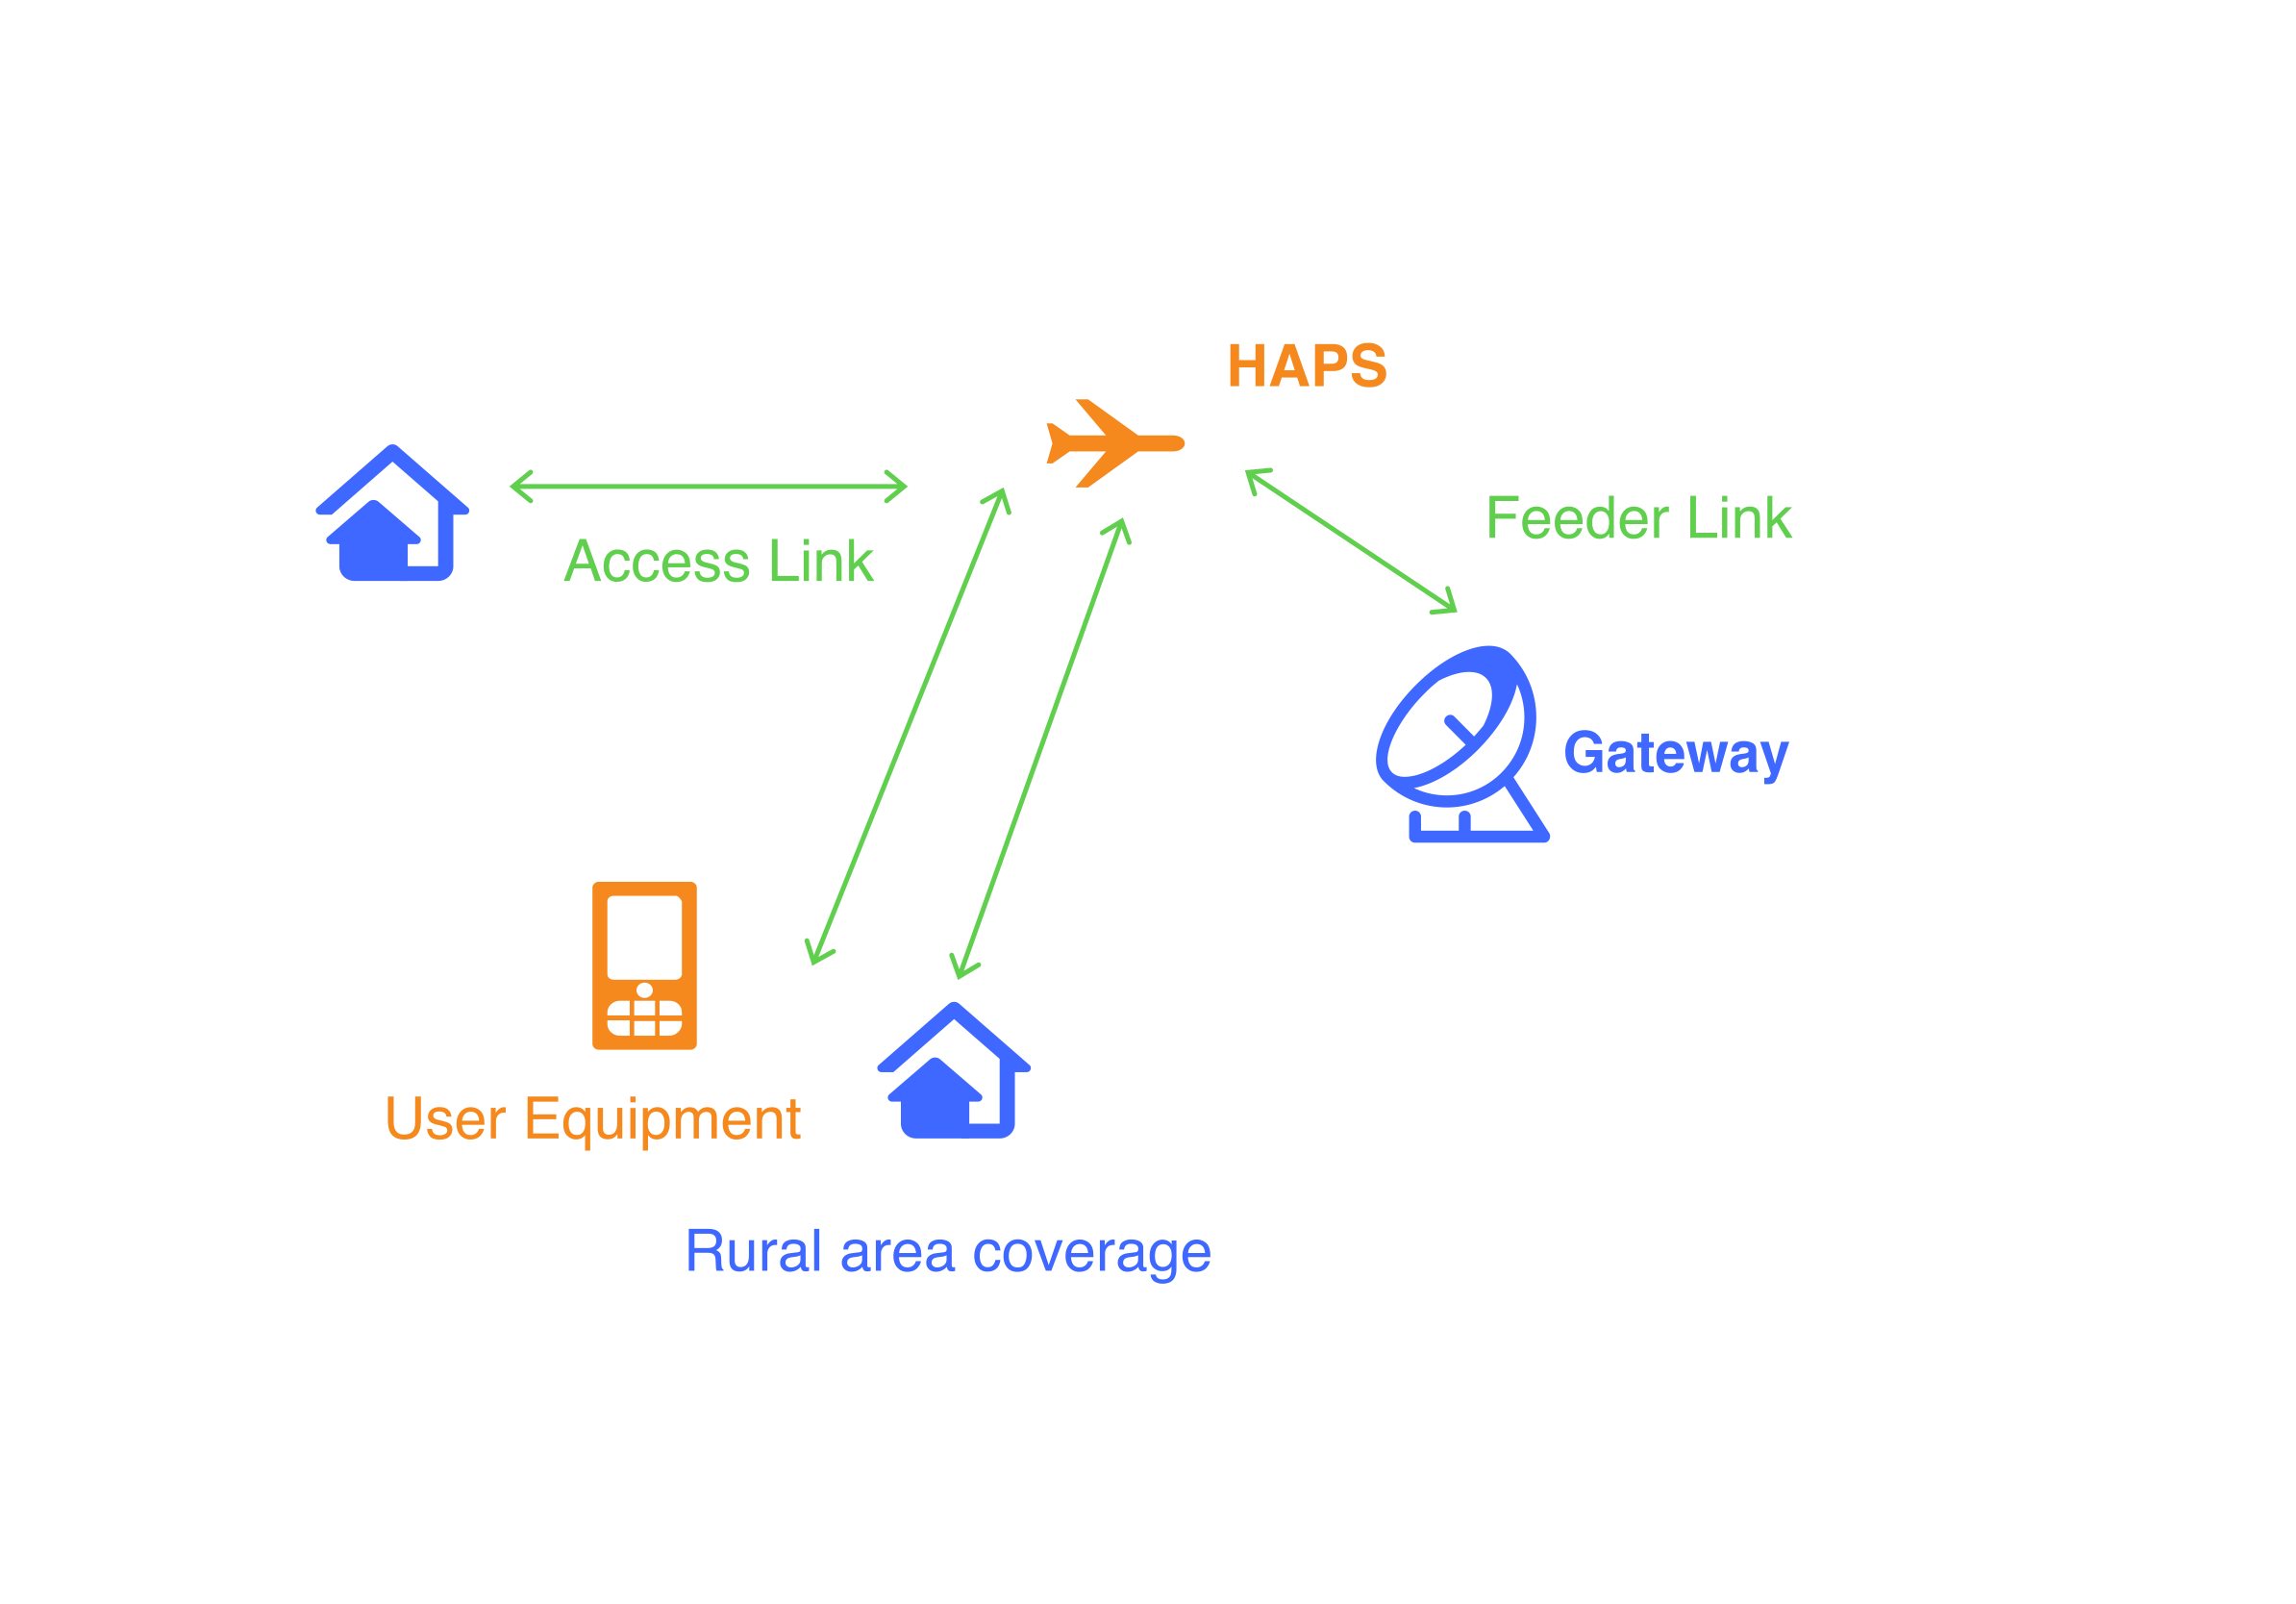 HAPS
Feeder Link
Access Link
Gateway
User Equipment
Rural area coverage